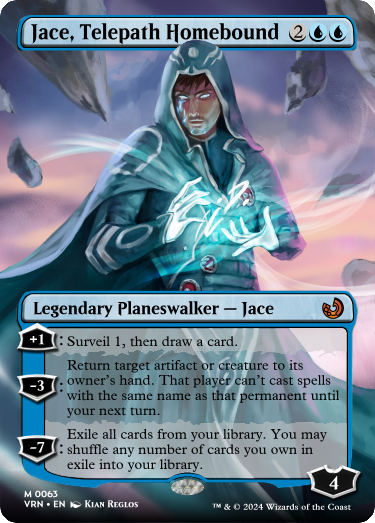 Jace, Telepath Homebound 2
Legendary Planeswalker — Jace
+1: Surveil 1, then draw a card.
Return target artifact or creature to its
-3: owner's hand. That player can't cast spells
with the same name as that permanent until
your next turn.
Exile all cards from your library. You may
-7: shuffle any number of cards you own in
exile into your library.
4
M 0063
VRN • EN Kian Reglos
™ & © 2024 Wizards of the Coast